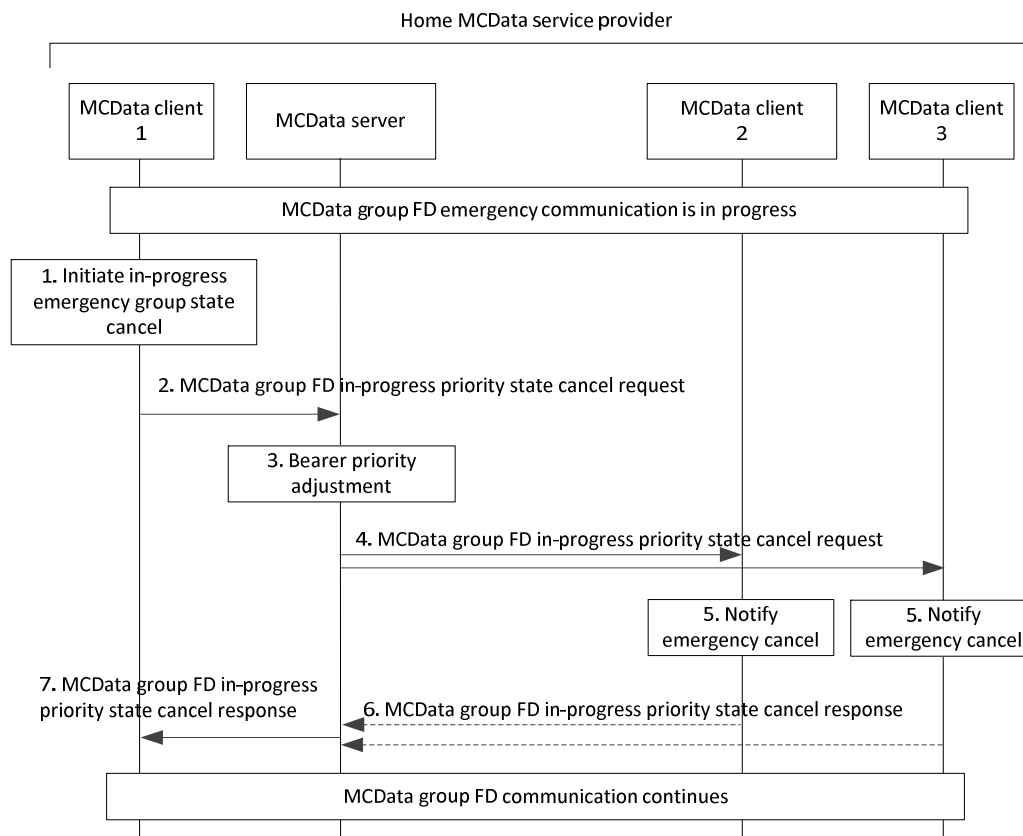 Home MCData service provider
MCData client
1
MCData server
MCData client
2
MCData client
3
MCData group FD emergency communication is in progress
1. Initiate in-progress
emergency group state
cancel
2. MCData group FD in-progress priority state cancel request
3. Bearer priority
adjustment
4. MCData group FD in-progress priority state cancel request
5. Notify
emergency cancel
5. Notify
emergency cancel
7. MCData group FD in-progress
priority state cancel response
6. MCData group FD in-progress priority state cancel response
MCData group FD communication continues